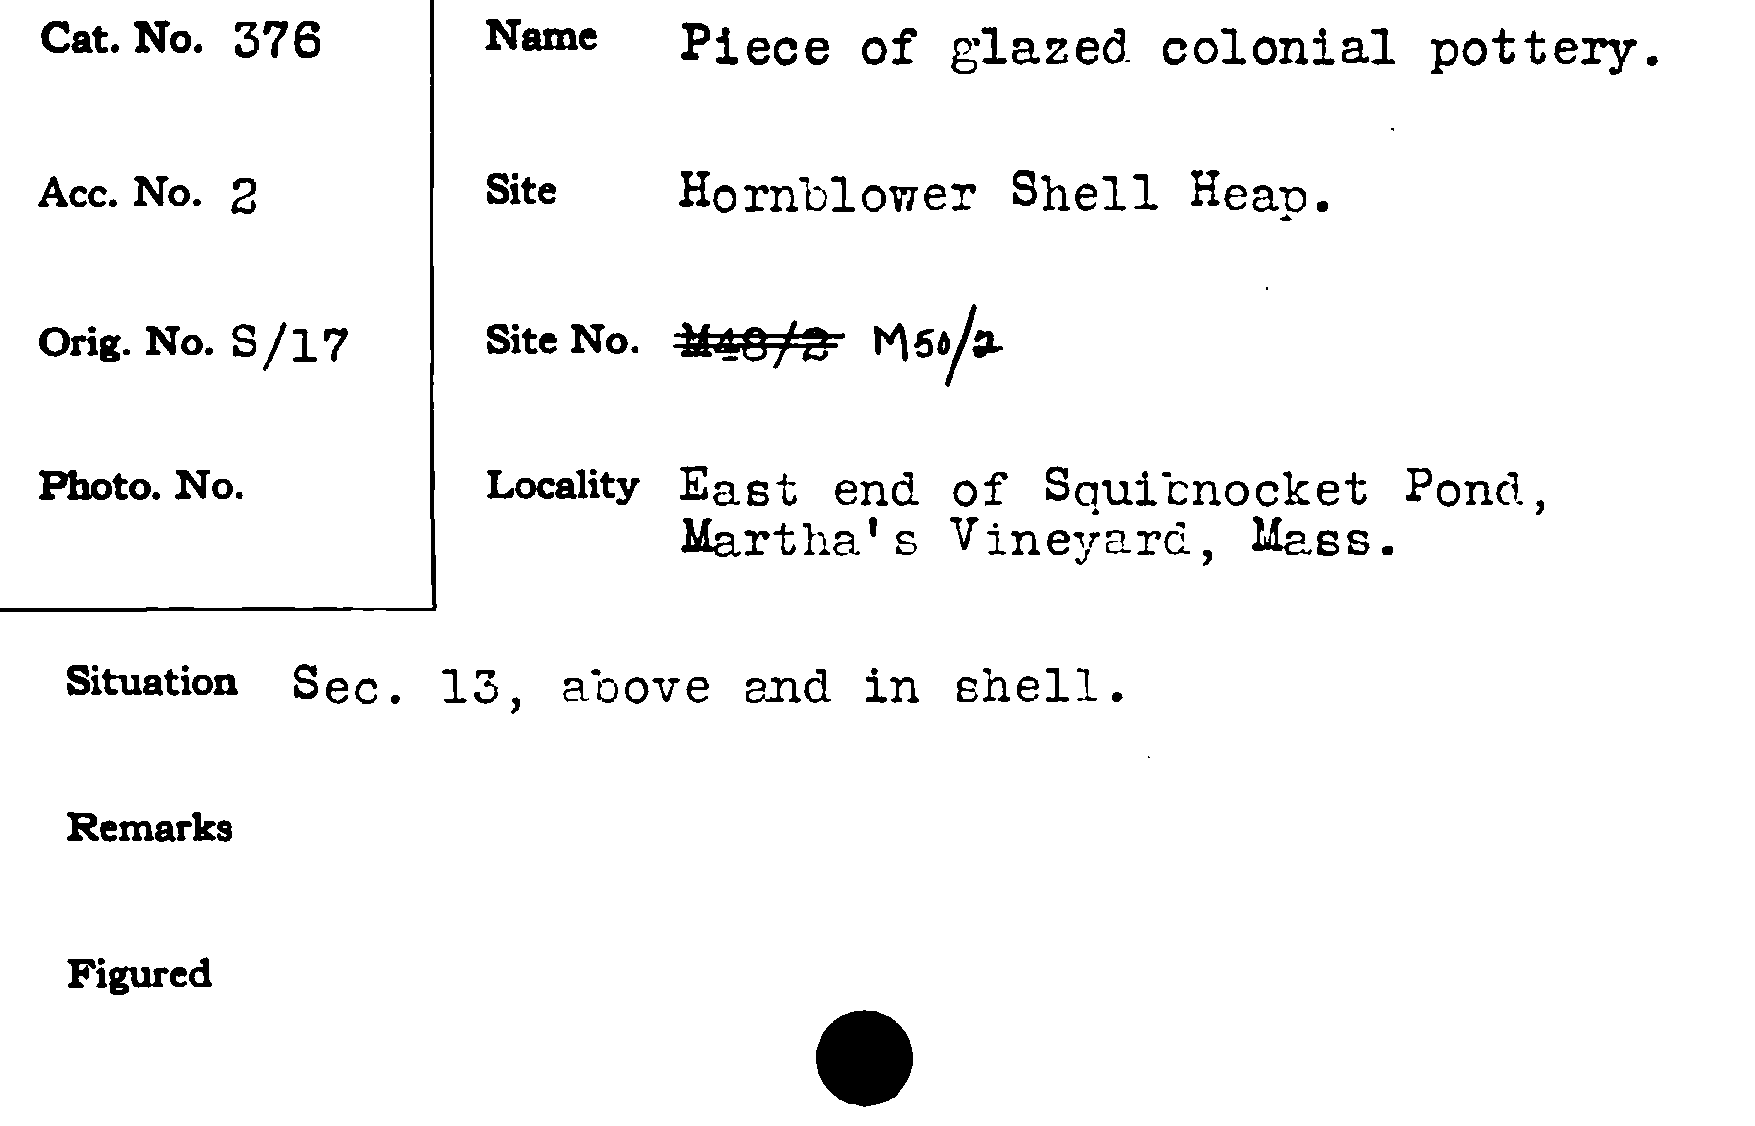 Cat. No. 376
Name Piece of glazed colonial pottery.
Acc. No. 2
Site Hornblower Shell Heap.
Orig. No. S/17
Site No. M48/2 M50/2
Photo. No.
Locality East end of Squibnocket Pond,
Martha's Vineyard, Mass.
Situation Sec. 13, above and in shell.
Remarks
Figured